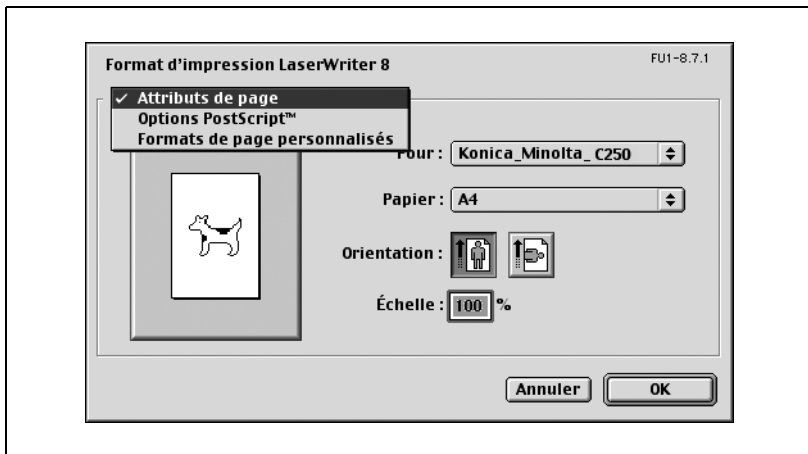 Format d'impression LaserWriter 8
FU1-8.7.1
✓ Attributs de page
Options PostScript™
Formats de page personnalisés
Pour : Konica_Minolta_ C250
Papier : A4
Orientation :
Échelle : 100 %
Annuler
OK